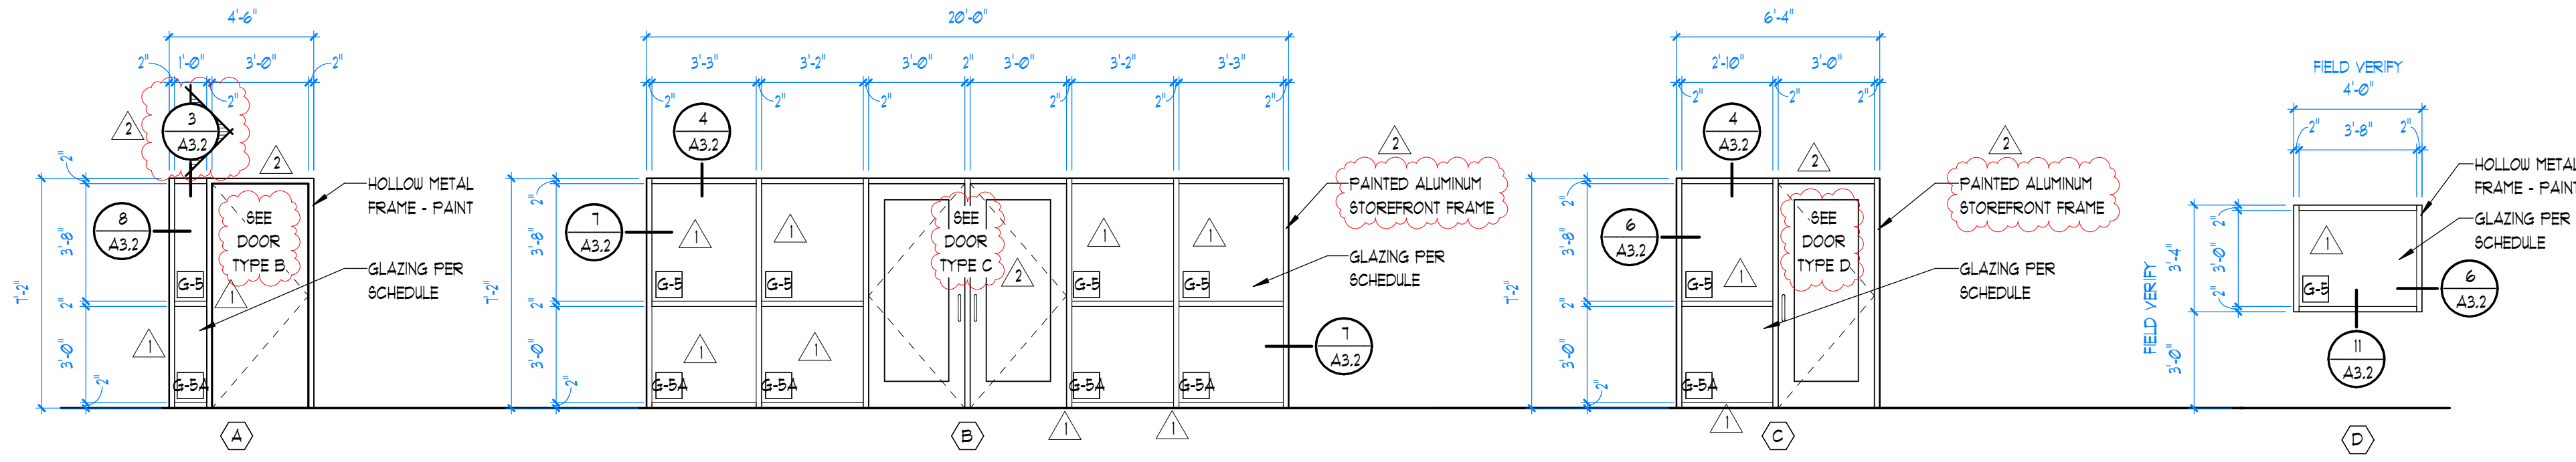 4'-6"
2" 1'-0" 3'-0" 2"
2"
2
3
A3.2
2
2"
HOLLOW METAL
FRAME - PAINT
8
A3.2
SEE
DOOR
TYPE B
3'-8"
7'-2"
G-5
1
GLAZING PER
SCHEDULE
2"
1
3'-0"
G-5A
2"
A
20'-0"
3'-3" 3'-2" 3'-0" 2" 3'-0" 3'-2" 3'-3"
2" 2" 2" 2" 2" 2"
4
A3.2
2
2"
PAINTED ALUMINUM
STOREFRONT FRAME
7
A3.2
1 1 1 1
SEE
DOOR
TYPE C
2
3'-8"
7'-2"
GLAZING PER
SCHEDULE
G-5 G-5 G-5 G-5
2"
1 1
7
A3.2
3'-0"
G-5A G-5A G-5A G-5A
2"
1 1
B
6'-4"
2'-10" 3'-0"
2" 2" 2"
4
A3.2
2
2
2"
PAINTED ALUMINUM
STOREFRONT FRAME
6
A3.2
SEE
DOOR
TYPE D
3'-8"
7'-2"
G-5
1
GLAZING PER
SCHEDULE
2"
3'-0"
G-5A
2"
1
C
FIELD VERIFY
4'-0"
2" 3'-8" 2"
HOLLOW METAL
FRAME - PAINT
2"
GLAZING PER
SCHEDULE
1
3'-4"
3'-0"
G-5
2"
6
A3.2
FIELD VERIFY
3'-0"
11
A3.2
D